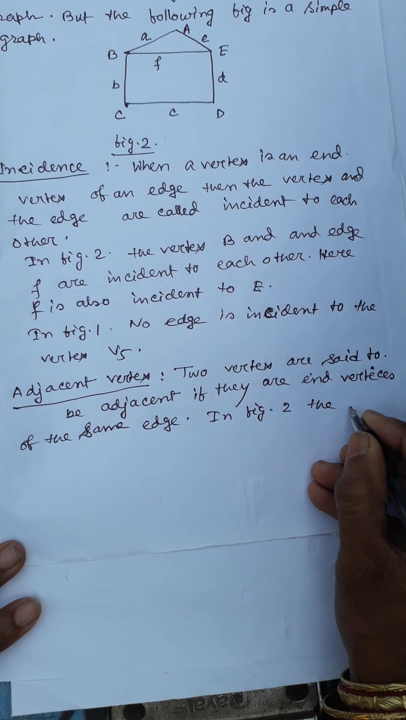 raph. But the following fig is a simple
graph.
A
a
e
B
E
f
b
d
C
c
D
fig.2.
Incidence :- When a vertex is an end.
vertex of an edge then the vertex and
the edge are called incident to each
other.
In fig. 2. the vertex B and and edge
f are incident to each other. Here
f is also incident to E.
In fig.1. No edge is incident to the
vertex V5.
Adjacent vertex : Two vertex are said to.
be adjacent if they are end vertices
of the same edge. In fig. 2 the